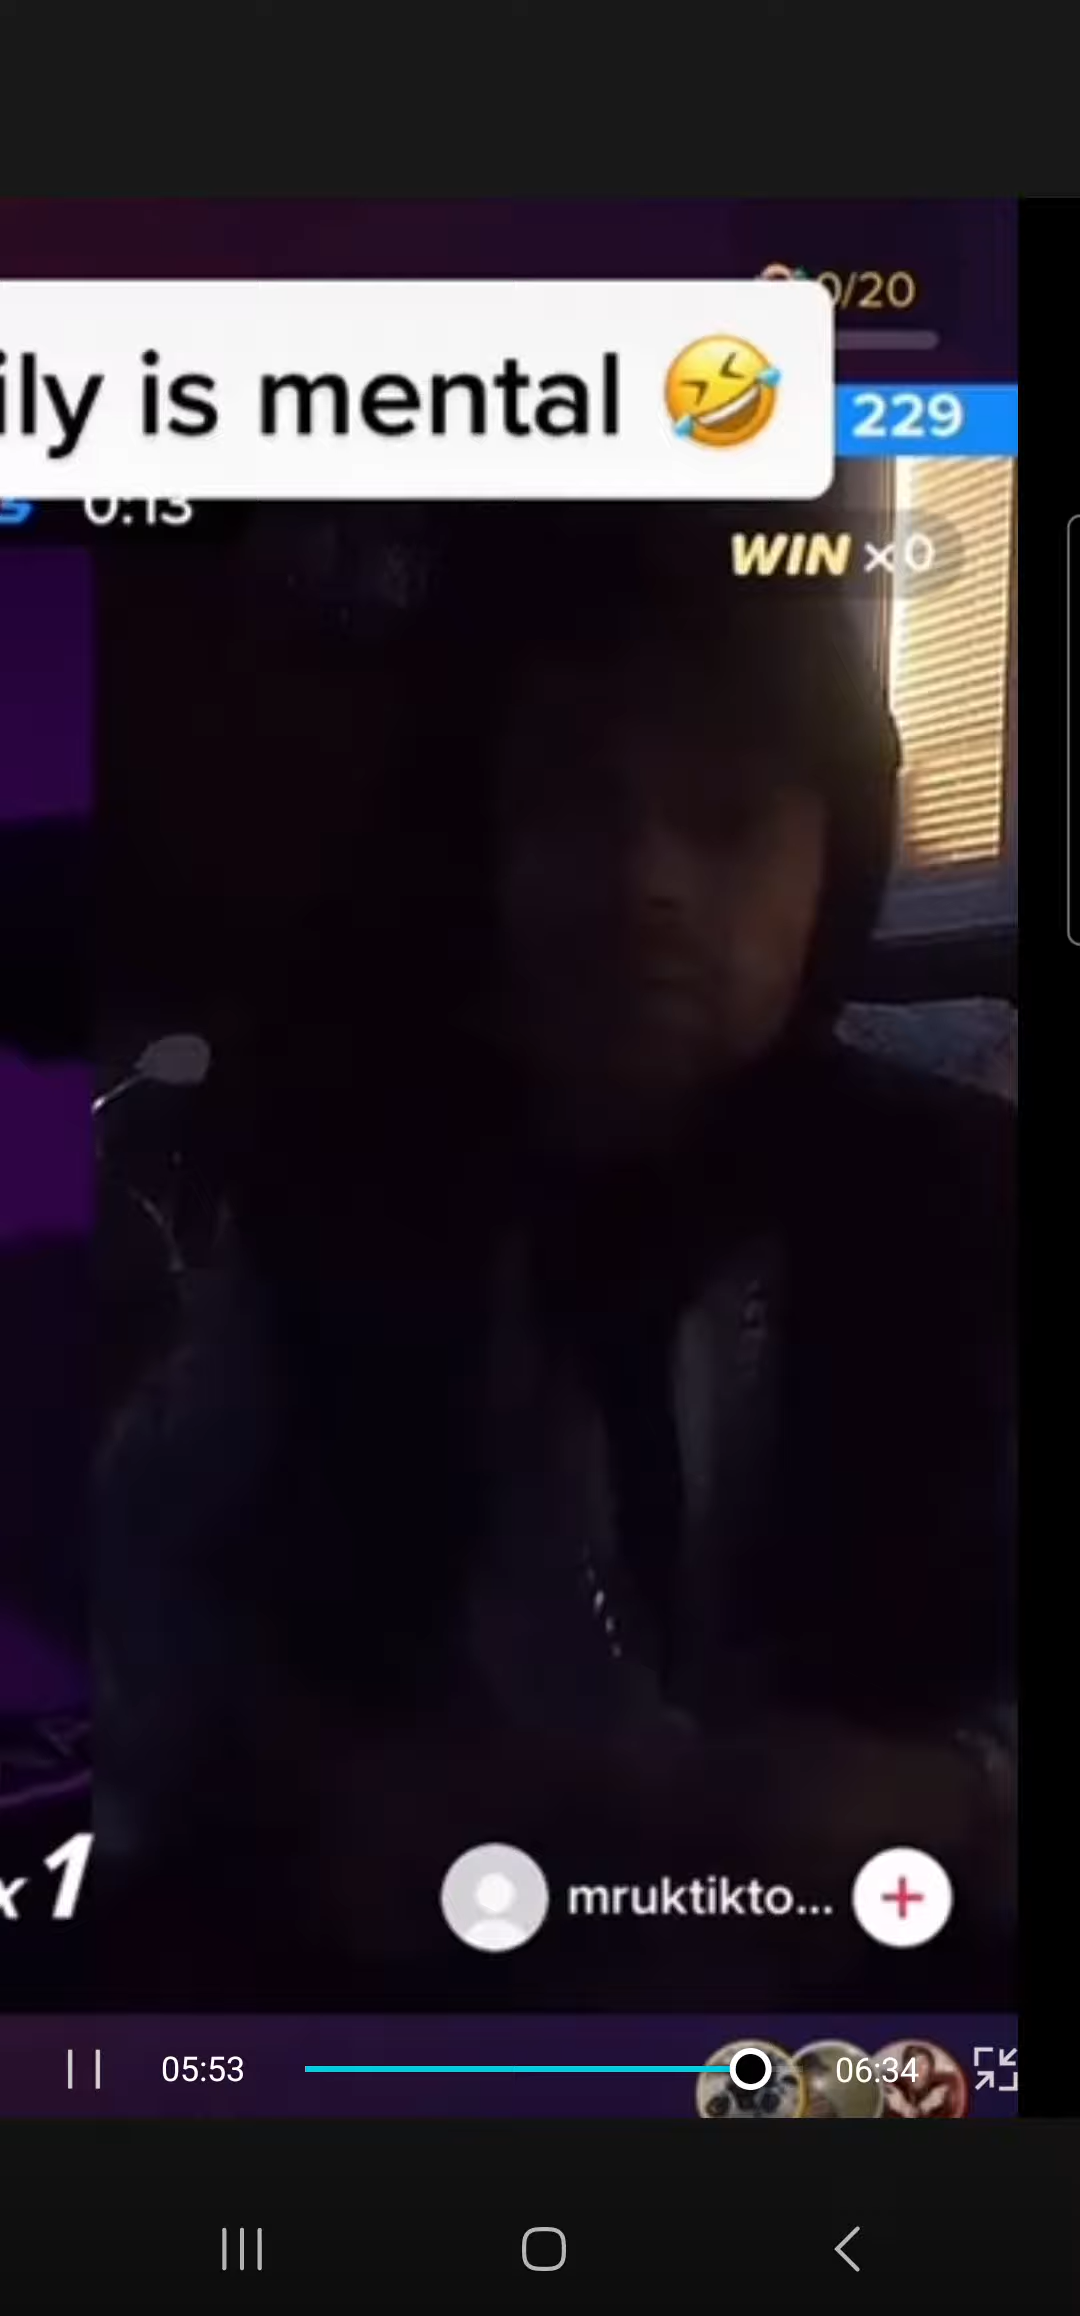 0/20
ily is mental 🤣
229
0:13
WIN x0
x1
mruktikto...
05:53
06:34